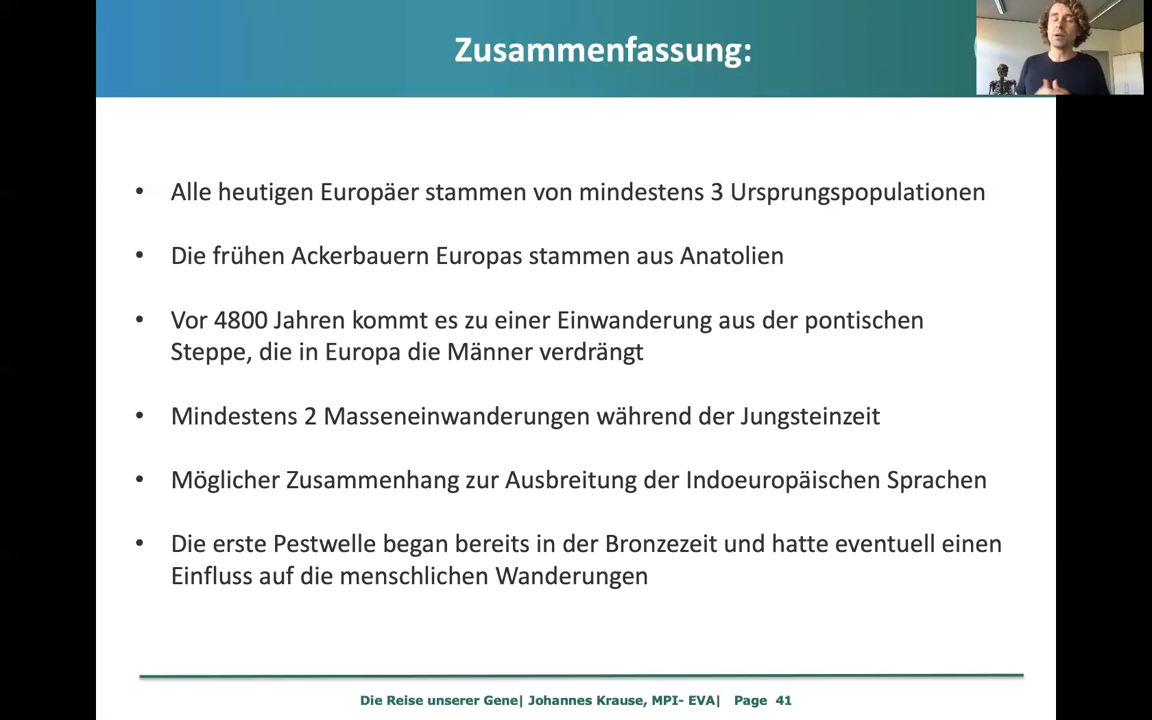 Zusammenfassung:
• Alle heutigen Europäer stammen von mindestens 3 Ursprungspopulationen
• Die frühen Ackerbauern Europas stammen aus Anatolien
• Vor 4800 Jahren kommt es zu einer Einwanderung aus der pontischen
Steppe, die in Europa die Männer verdrängt
• Mindestens 2 Masseneinwanderungen während der Jungsteinzeit
• Möglicher Zusammenhang zur Ausbreitung der Indoeuropäischen Sprachen
• Die erste Pestwelle began bereits in der Bronzezeit und hatte eventuell einen
Einfluss auf die menschlichen Wanderungen
Die Reise unserer Gene| Johannes Krause, MPI- EVA| Page 41